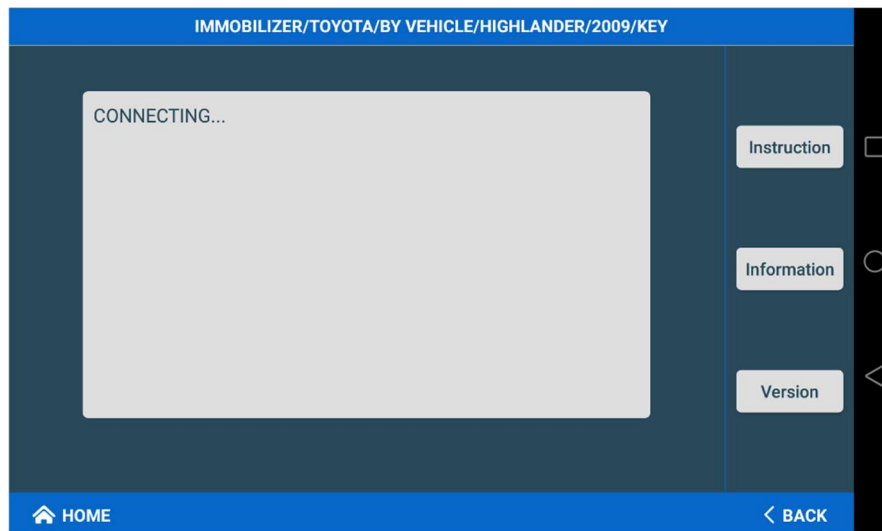 IMMOBILIZER/TOYOTA/BY VEHICLE/HIGHLANDER/2009/KEY
CONNECTING...
Instruction
Information
Version
HOME
BACK